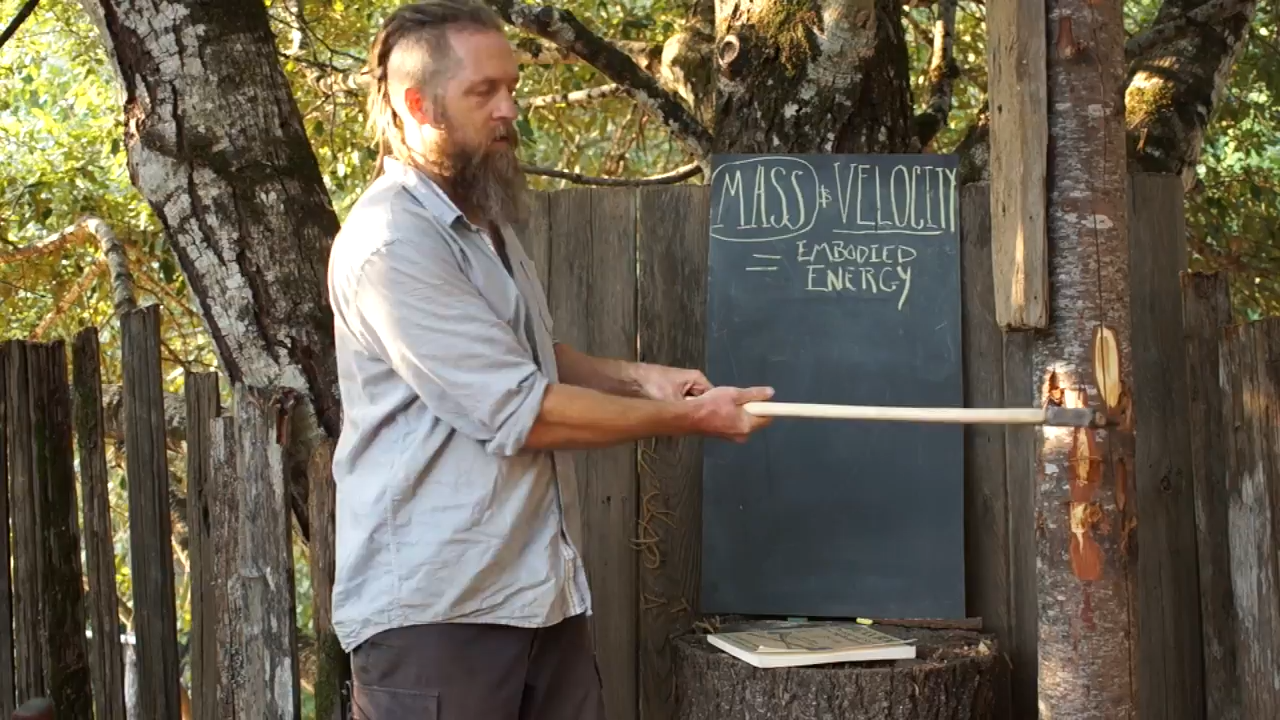 MASS & VELOCITY
= EMBODIED
ENERGY